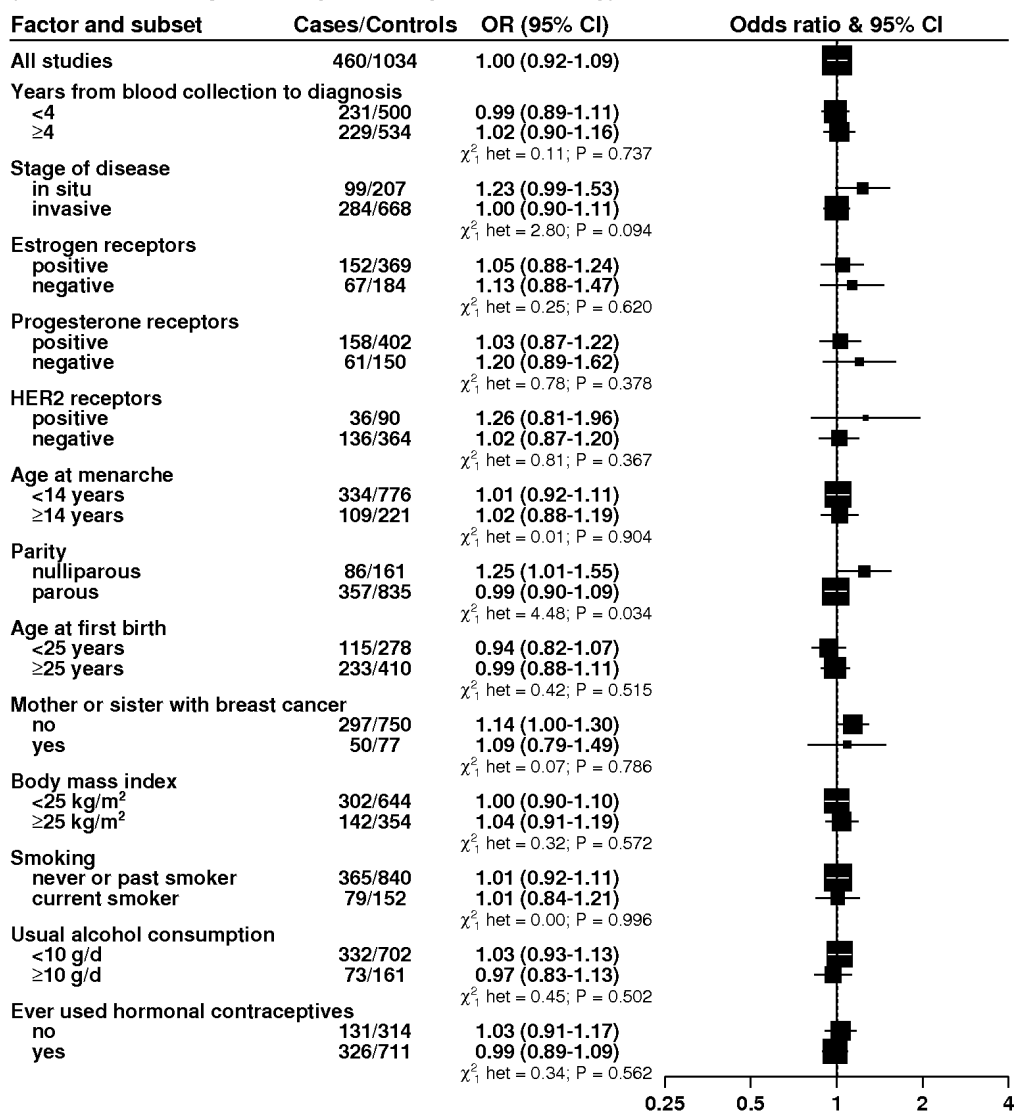 Factor and subset Cases/Controls OR (95% CI) Odds ratio & 95% CI
All studies 460/1034 1.00 (0.92-1.09)
Years from blood collection to diagnosis
<4 231/500 0.99 (0.89-1.11)
≥4 229/534 1.02 (0.90-1.16)
χ²₁ het = 0.11; P = 0.737
Stage of disease
in situ 99/207 1.23 (0.99-1.53)
invasive 284/668 1.00 (0.90-1.11)
χ²₁ het = 2.80; P = 0.094
Estrogen receptors
positive 152/369 1.05 (0.88-1.24)
negative 67/184 1.13 (0.88-1.47)
χ²₁ het = 0.25; P = 0.620
Progesterone receptors
positive 158/402 1.03 (0.87-1.22)
negative 61/150 1.20 (0.89-1.62)
χ²₁ het = 0.78; P = 0.378
HER2 receptors
positive 36/90 1.26 (0.81-1.96)
negative 136/364 1.02 (0.87-1.20)
χ²₁ het = 0.81; P = 0.367
Age at menarche
<14 years 334/776 1.01 (0.92-1.11)
≥14 years 109/221 1.02 (0.88-1.19)
χ²₁ het = 0.01; P = 0.904
Parity
nulliparous 86/161 1.25 (1.01-1.55)
parous 357/835 0.99 (0.90-1.09)
χ²₁ het = 4.48; P = 0.034
Age at first birth
<25 years 115/278 0.94 (0.82-1.07)
≥25 years 233/410 0.99 (0.88-1.11)
χ²₁ het = 0.42; P = 0.515
Mother or sister with breast cancer
no 297/750 1.14 (1.00-1.30)
yes 50/77 1.09 (0.79-1.49)
χ²₁ het = 0.07; P = 0.786
Body mass index
<25 kg/m² 302/644 1.00 (0.90-1.10)
≥25 kg/m² 142/354 1.04 (0.91-1.19)
χ²₁ het = 0.32; P = 0.572
Smoking
never or past smoker 365/840 1.01 (0.92-1.11)
current smoker 79/152 1.01 (0.84-1.21)
χ²₁ het = 0.00; P = 0.996
Usual alcohol consumption
<10 g/d 332/702 1.03 (0.93-1.13)
≥10 g/d 73/161 0.97 (0.83-1.13)
χ²₁ het = 0.45; P = 0.502
Ever used hormonal contraceptives
no 131/314 1.03 (0.91-1.17)
yes 326/711 0.99 (0.89-1.09)
χ²₁ het = 0.34; P = 0.562
0.25 0.5 1 2 4